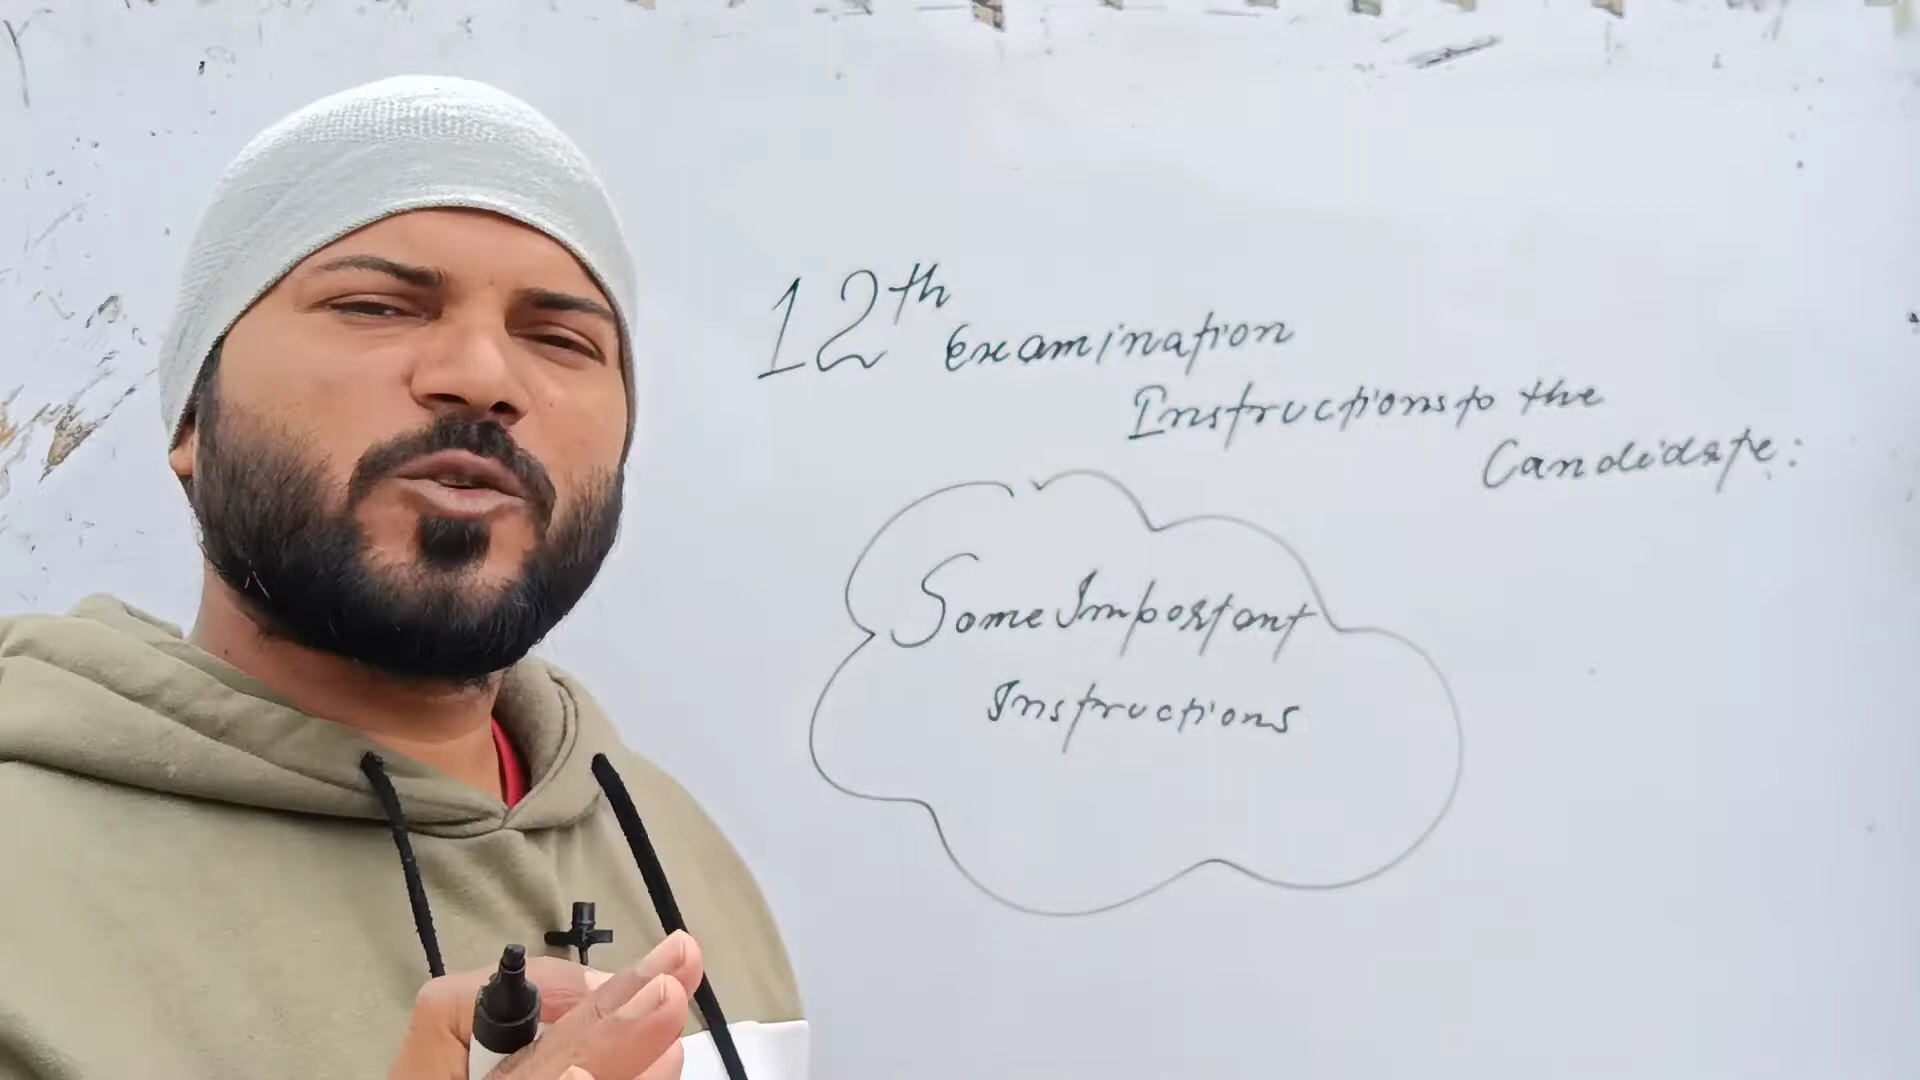 12th Examination
Instructions to the
Candidate:
Some Important
Instructions